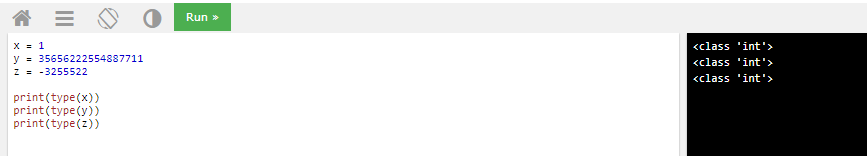 Run »
x = 1
y = 35656222554887711
z = -3255522
print(type(x))
print(type(y))
print(type(z))
<class 'int'>
<class 'int'>
<class 'int'>